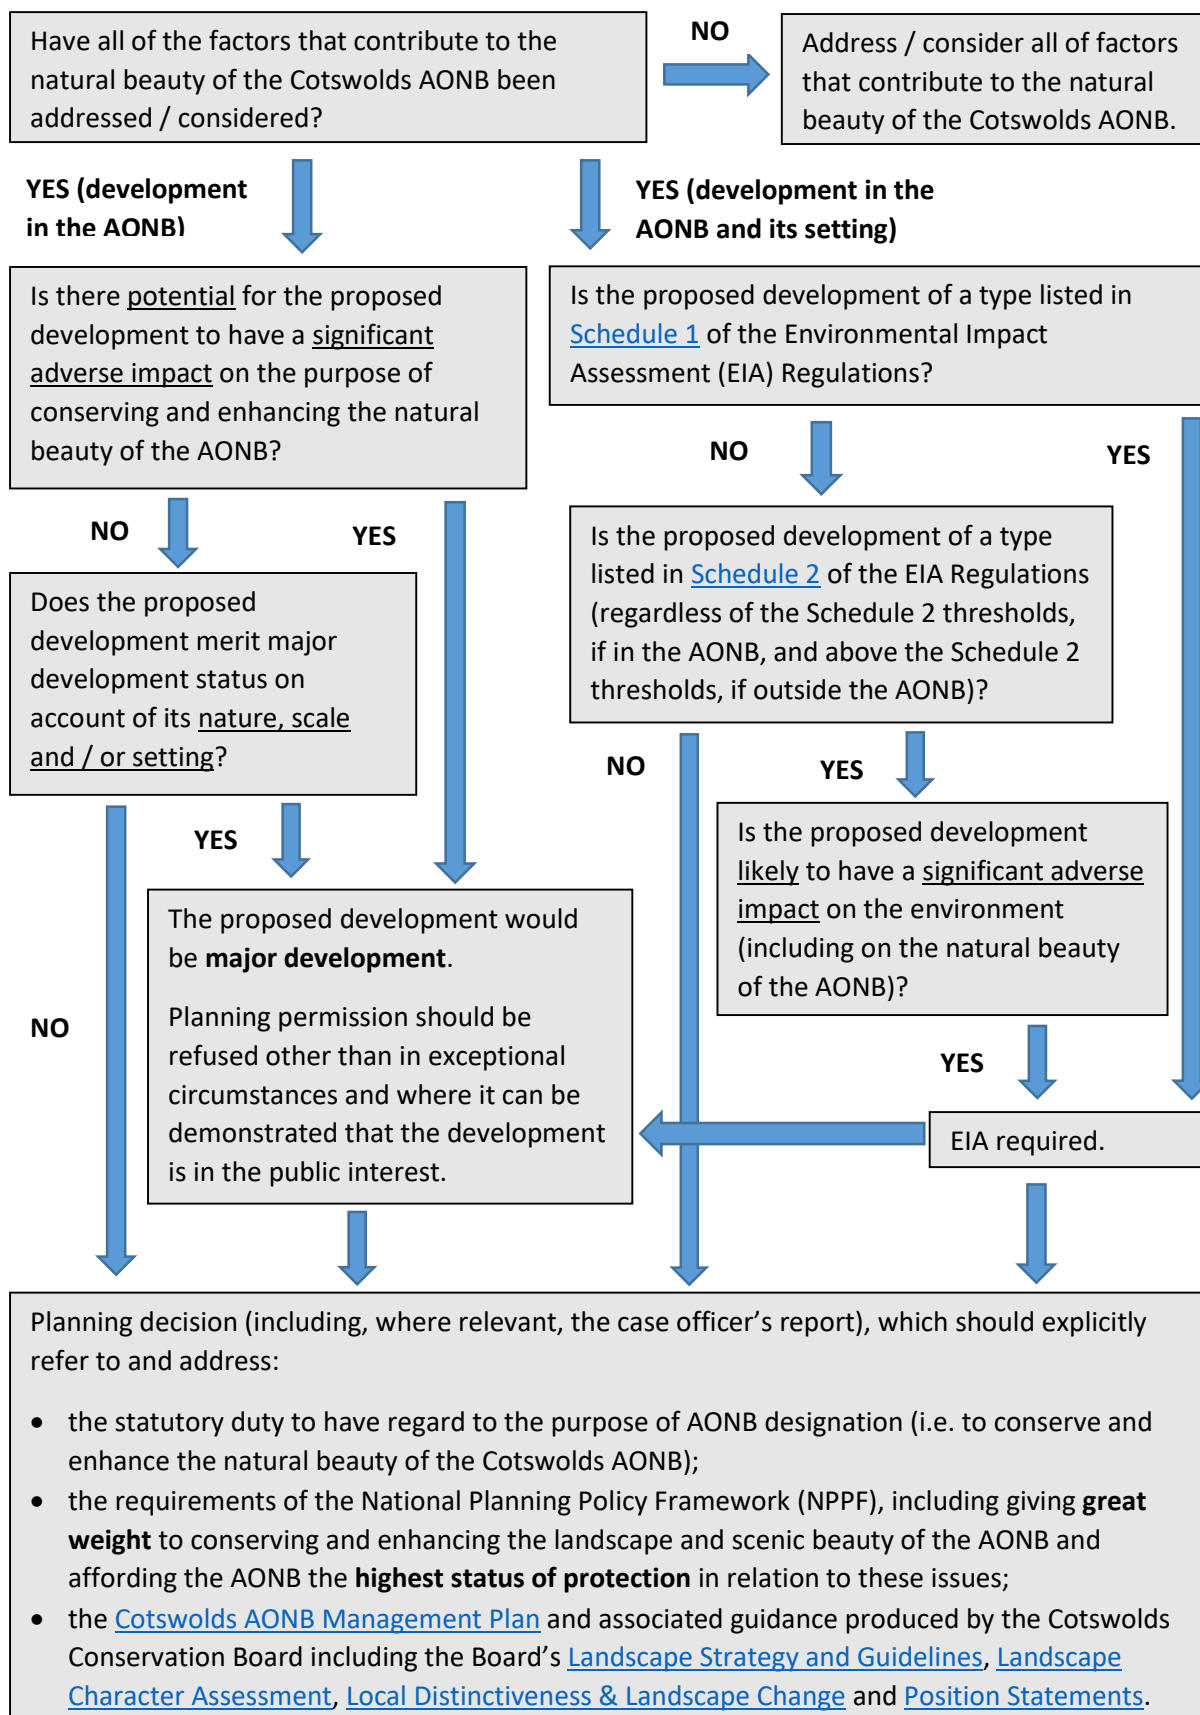 Have all of the factors that contribute to the
natural beauty of the Cotswolds AONB been
addressed / considered?
NO
Address / consider all of factors
that contribute to the natural
beauty of the Cotswolds AONB.
YES (development
in the AONB)
YES (development in the
AONB and its setting)
Is there potential for the proposed
development to have a significant
adverse impact on the purpose of
conserving and enhancing the natural
beauty of the AONB?
Is the proposed development of a type listed in
Schedule 1 of the Environmental Impact
Assessment (EIA) Regulations?
NO
YES
NO
YES
Is the proposed development of a type
listed in Schedule 2 of the EIA Regulations
(regardless of the Schedule 2 thresholds,
if in the AONB, and above the Schedule 2
thresholds, if outside the AONB)?
Does the proposed
development merit major
development status on
account of its nature, scale
and / or setting?
NO
YES
YES
Is the proposed development
likely to have a significant adverse
impact on the environment
(including on the natural beauty
of the AONB)?
The proposed development would
be major development.
Planning permission should be
refused other than in exceptional
circumstances and where it can be
demonstrated that the development
is in the public interest.
NO
YES
EIA required.
Planning decision (including, where relevant, the case officer's report), which should explicitly
refer to and address:
• the statutory duty to have regard to the purpose of AONB designation (i.e. to conserve and
enhance the natural beauty of the Cotswolds AONB);
• the requirements of the National Planning Policy Framework (NPPF), including giving great
weight to conserving and enhancing the landscape and scenic beauty of the AONB and
affording the AONB the highest status of protection in relation to these issues;
• the Cotswolds AONB Management Plan and associated guidance produced by the Cotswolds
Conservation Board including the Board's Landscape Strategy and Guidelines, Landscape
Character Assessment, Local Distinctiveness & Landscape Change and Position Statements.